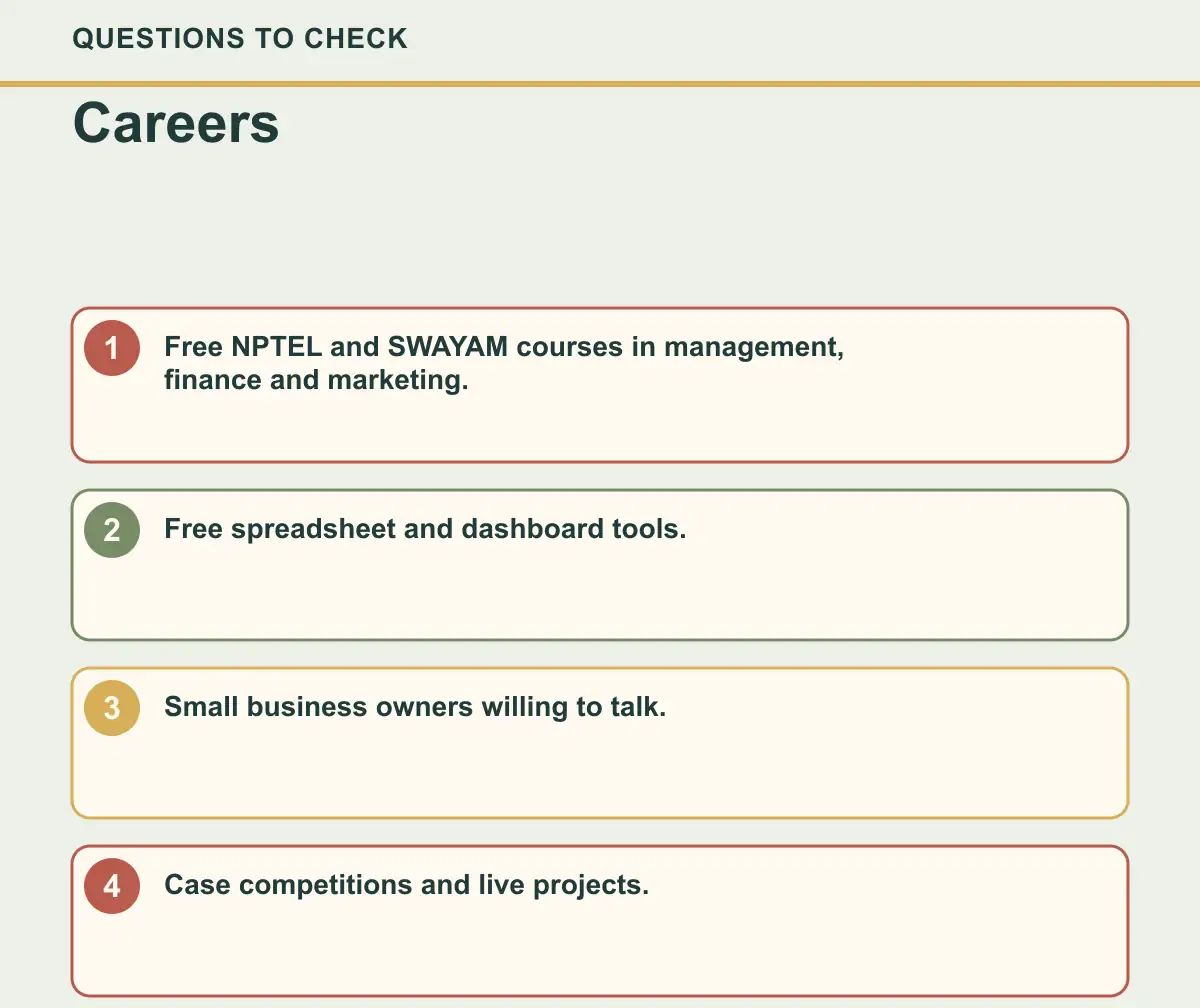 QUESTIONS TO CHECK
Careers
1
Free NPTEL and SWAYAM courses in management,
finance and marketing.
2
Free spreadsheet and dashboard tools.
3
Small business owners willing to talk.
4
Case competitions and live projects.